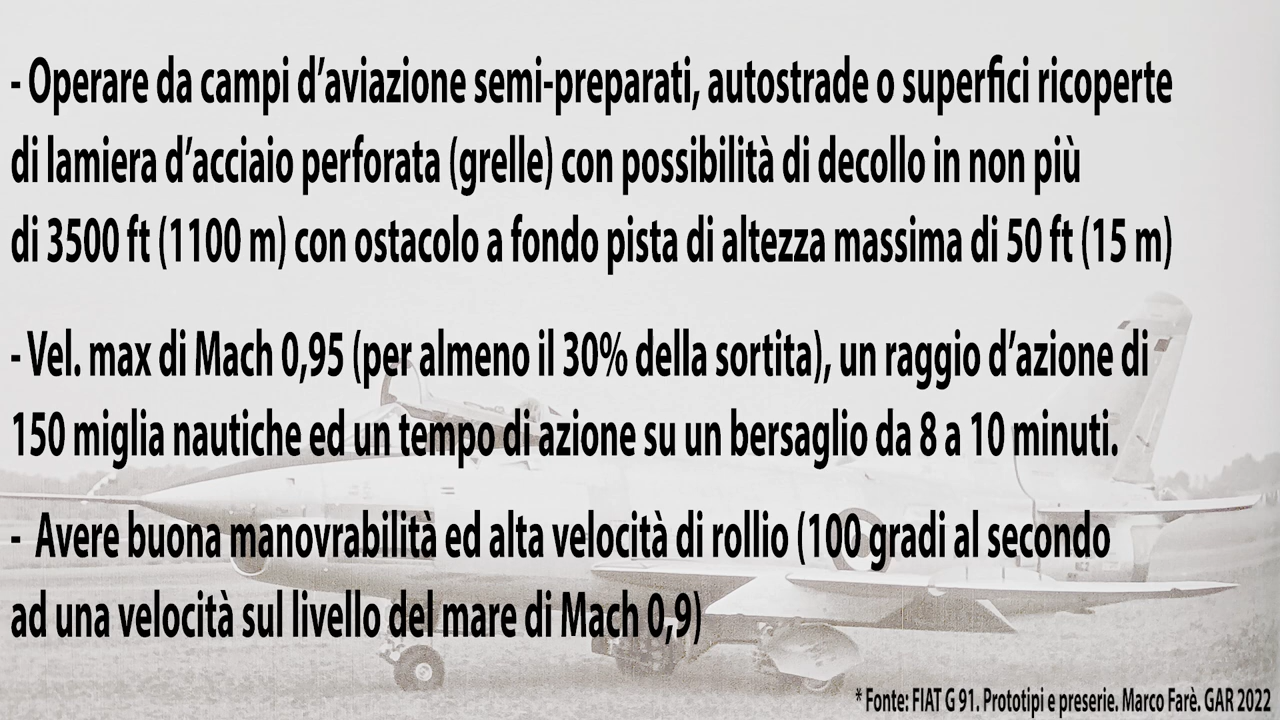 - Operare da campi d’aviazione semi-preparati, autostrade o superfici ricoperte
di lamiera d’acciaio perforata (grelle) con possibilità di decollo in non più
di 3500 ft (1100 m) con ostacolo a fondo pista di altezza massima di 50 ft (15 m)
- Vel. max di Mach 0,95 (per almeno il 30% della sortita), un raggio d’azione di
150 miglia nautiche ed un tempo di azione su un bersaglio da 8 a 10 minuti.
- Avere buona manovrabilità ed alta velocità di rollio (100 gradi al secondo
ad una velocità sul livello del mare di Mach 0,9)
* Fonte: FIAT G 91. Prototipi e preserie. Marco Farè. GAR 2022